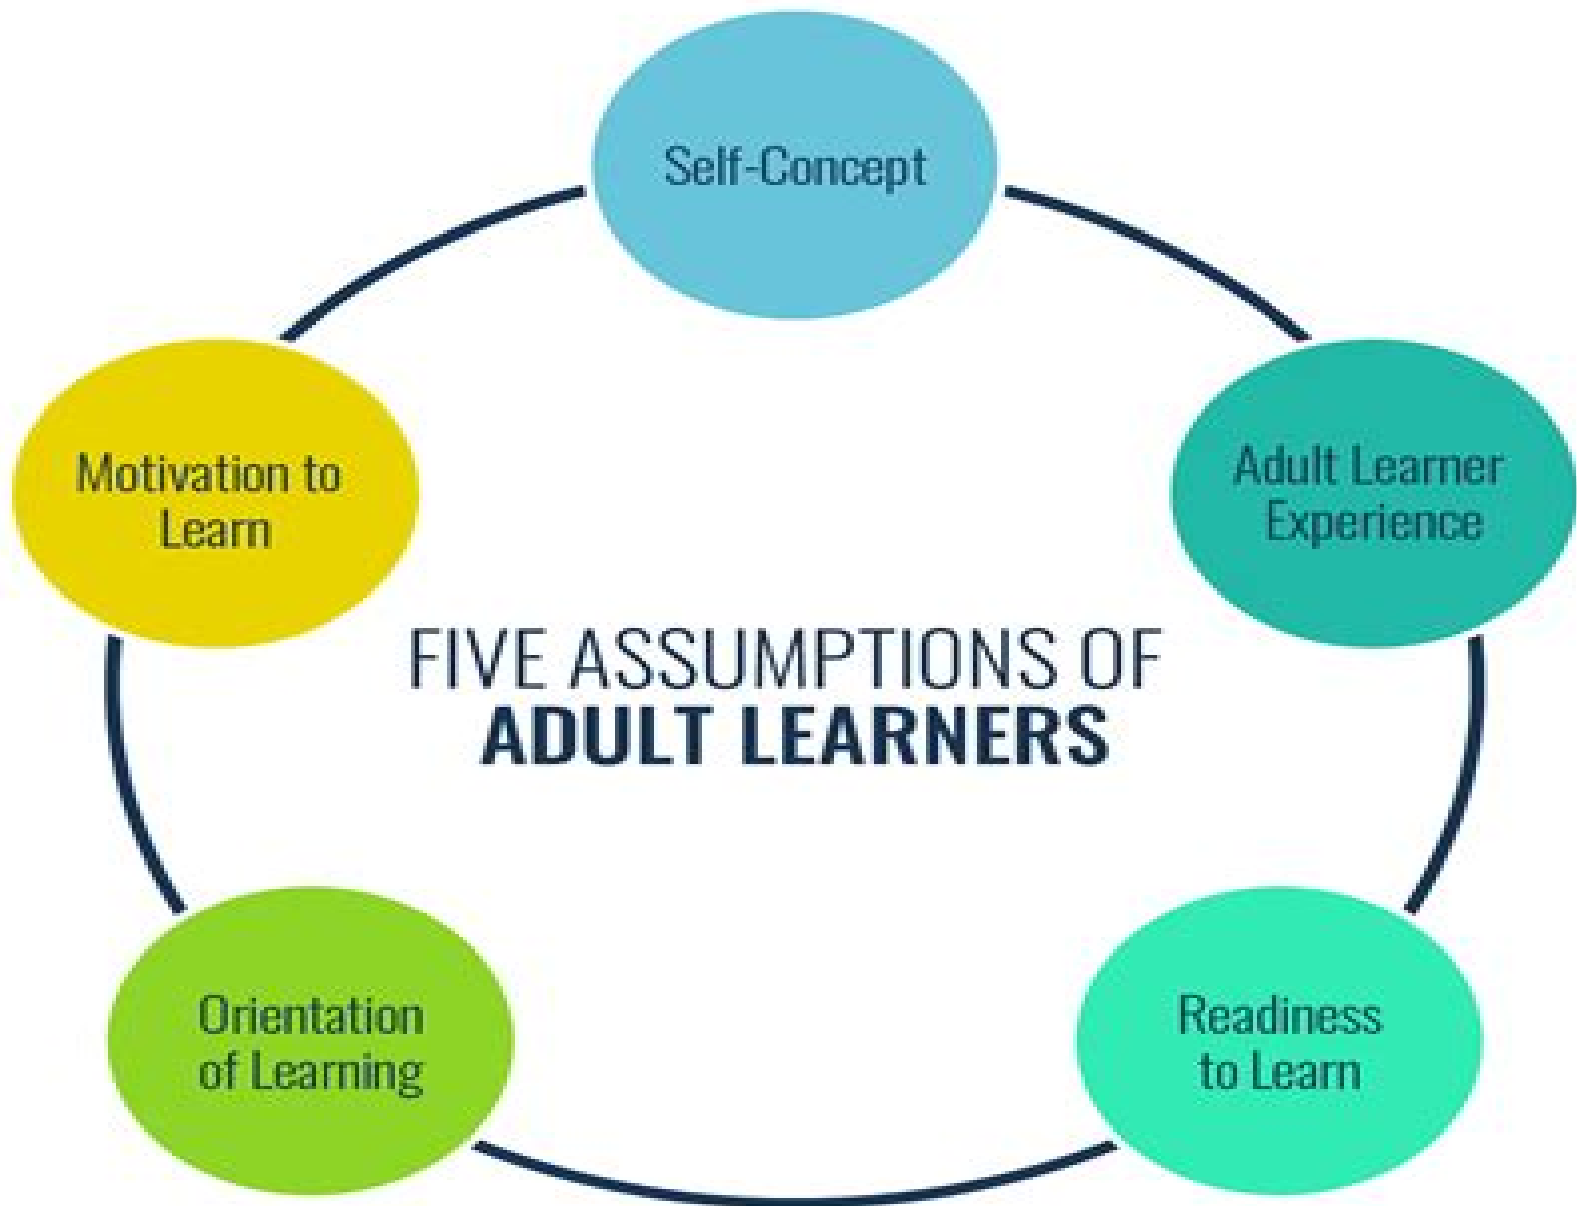 Self-Concept
Adult Learner
Experience
Readiness
to Learn
Orientation
of Learning
Motivation to
Learn
FIVE ASSUMPTIONS OF
ADULT LEARNERS